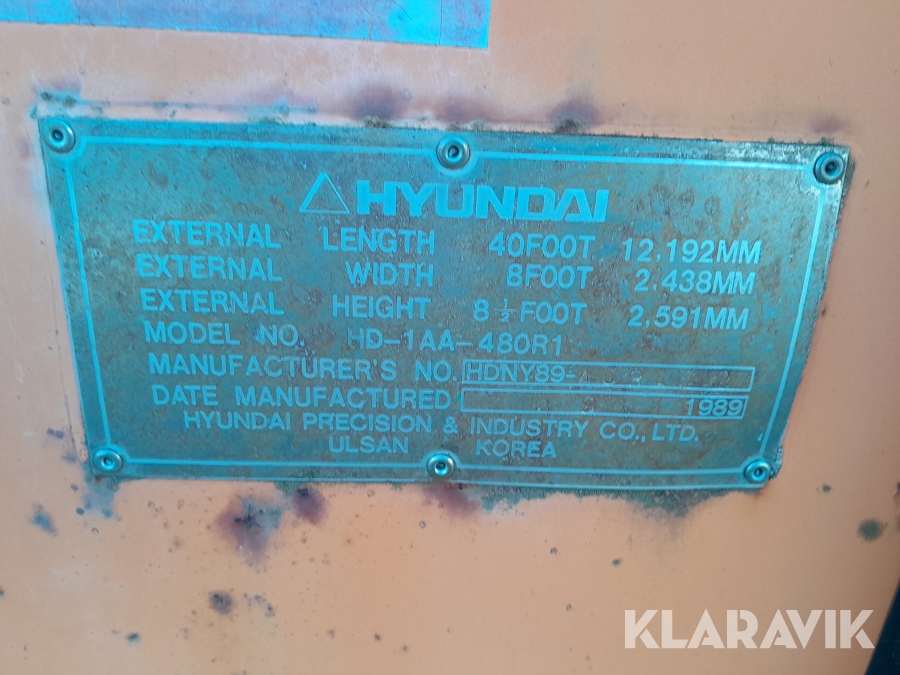 HYUNDAI
EXTERNAL LENGTH 40FOOT 12,192MM
EXTERNAL WIDTH 8FOOT 2.438MM
EXTERNAL HEIGHT 8½FOOT 2,591MM
MODEL NO. HD-1AA-480R1
MANUFACTURER'S NO. HDNY89-
DATE MANUFACTURED 1989
HYUNDAI PRECISION & INDUSTRY CO., LTD.
ULSAN KOREA
KLARAVIK